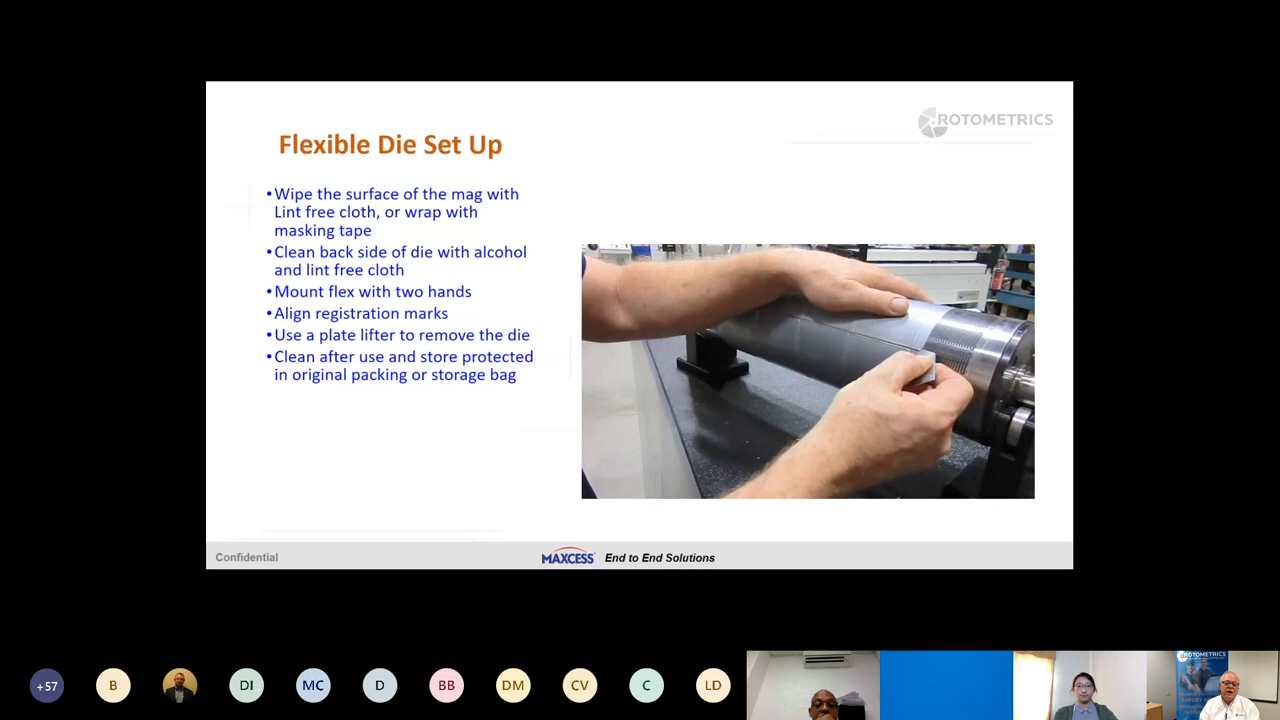 ROTOMETRICS
Flexible Die Set Up
•Wipe the surface of the mag with
Lint free cloth, or wrap with
masking tape
•Clean back side of die with alcohol
and lint free cloth
•Mount flex with two hands
•Align registration marks
•Use a plate lifter to remove the die
•Clean after use and store protected
in original packing or storage bag
Confidential
MAXCESS
End to End Solutions
+57
B
DI
MC
D
BB
DM
CV
C
LD
ROTOMETRICS